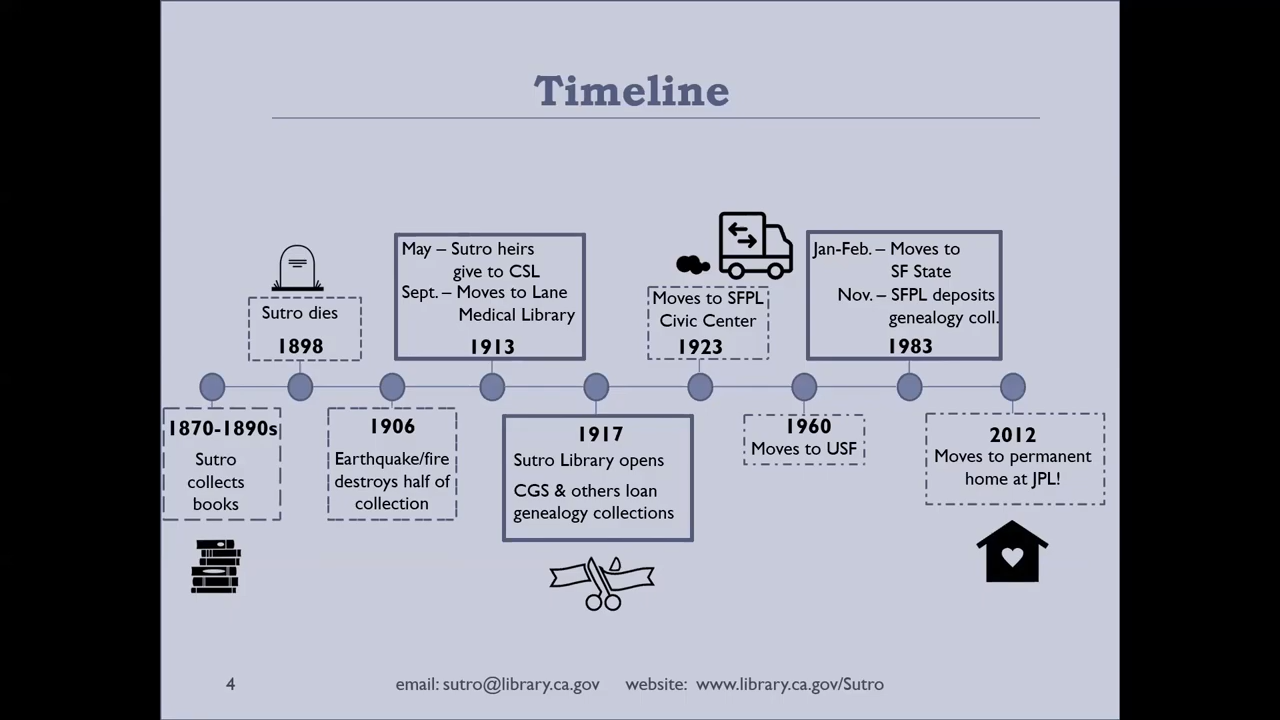 Timeline
1870-1890s
Sutro
collects
books
Sutro dies
1898
1906
Earthquake/fire
destroys half of
collection
May – Sutro heirs
give to CSL
Sept. – Moves to Lane
Medical Library
1913
1917
Sutro Library opens
CGS & others loan
genealogy collections
Moves to SFPL
Civic Center
1923
1960
Moves to USF
Jan-Feb. – Moves to
SF State
Nov. – SFPL deposits
genealogy coll.
1983
2012
Moves to permanent
home at JPL!
4
email: sutro@library.ca.gov website: www.library.ca.gov/Sutro